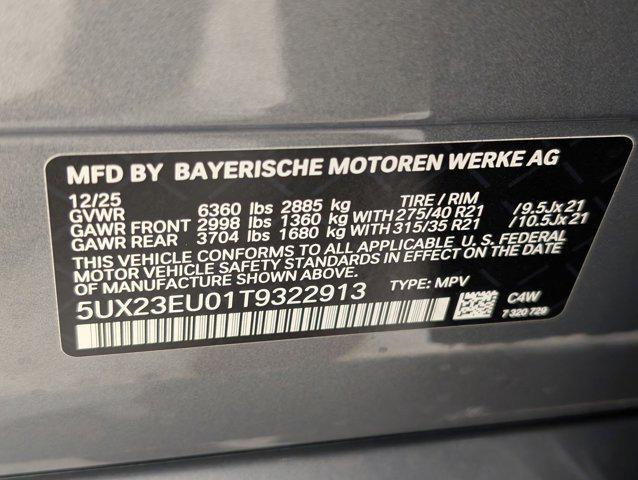 MFD BY BAYERISCHE MOTOREN WERKE AG
12/25 TIRE / RIM
GVWR 6360 lbs 2885 kg
GAWR FRONT 2998 lbs 1360 kg WITH 275/40 R21 /9.5Jx21
GAWR REAR 3704 lbs 1680 kg WITH 315/35 R21 /10.5Jx21
THIS VEHICLE CONFORMS TO ALL APPLICABLE U. S. FEDERAL
MOTOR VEHICLE SAFETY STANDARDS IN EFFECT ON THE DATE
OF MANUFACTURE SHOWN ABOVE.
5UX23EU01T9322913 TYPE: MPV
C4W
7 320 729